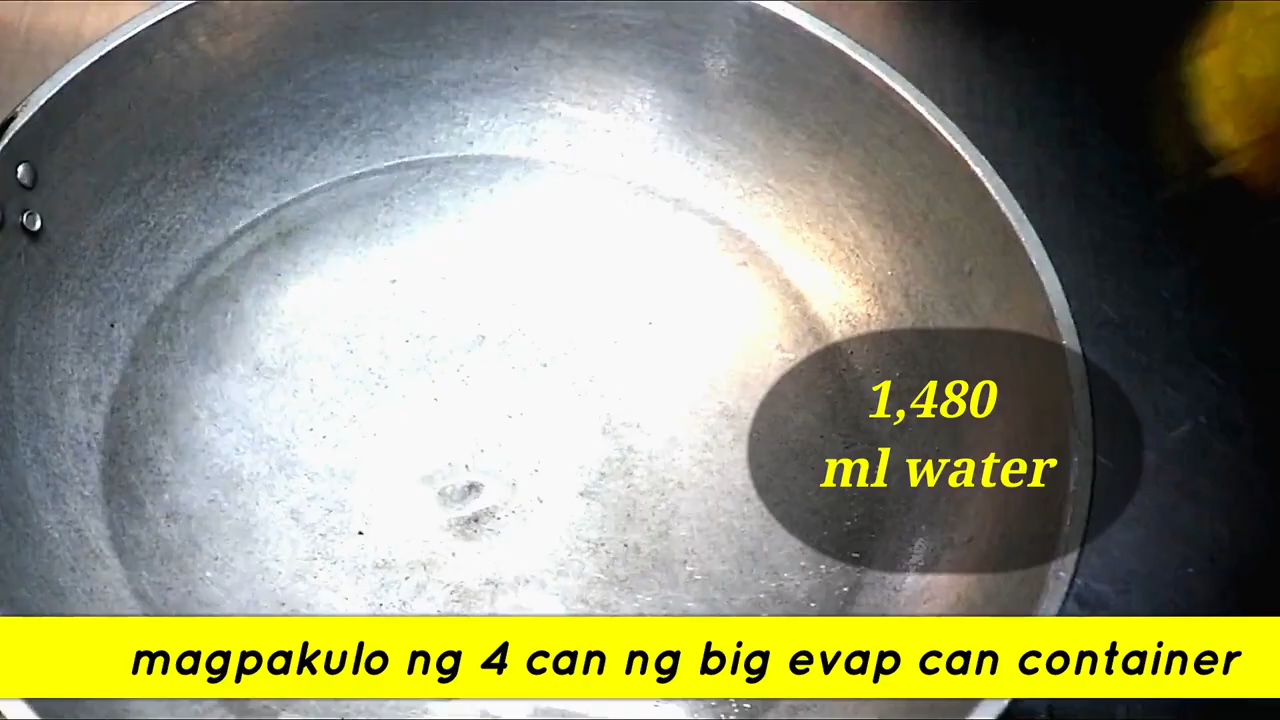 1,480
ml water
magpakulo ng 4 can ng big evap can container